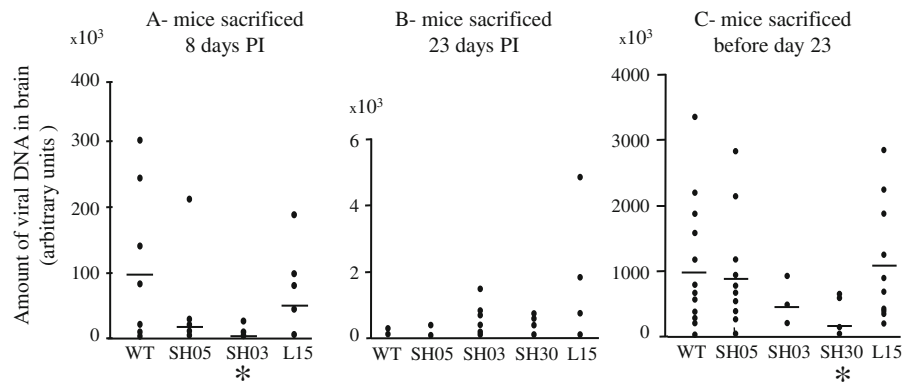 A- mice sacrificed
8 days PI
B- mice sacrificed
23 days PI
C- mice sacrificed
before day 23
Amount of viral DNA in brain
(arbitrary units )
x10³
400
300
200
100
0
WT SH05 SH03 L15
*
x10³
6
4
2
0
WT SH05 SH03 SH30 L15
x10³
4000
3000
2000
1000
0
WT SH05 SH03 SH30 L15
*